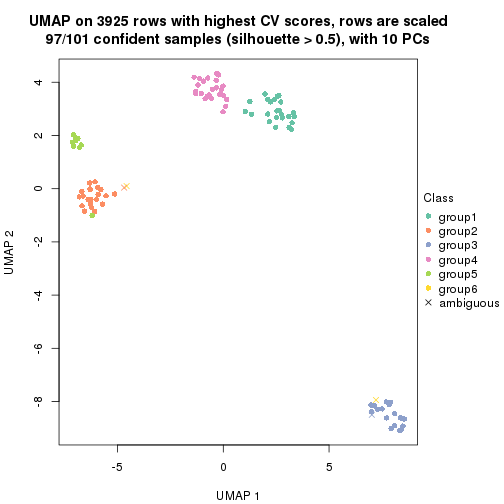 UMAP on 3925 rows with highest CV scores, rows are scaled
97/101 confident samples (silhouette > 0.5), with 10 PCs
4
2
0
-2
-4
-6
-8
UMAP 2
-5
0
5
UMAP 1
Class
group1
group2
group3
group4
group5
group6
ambiguous